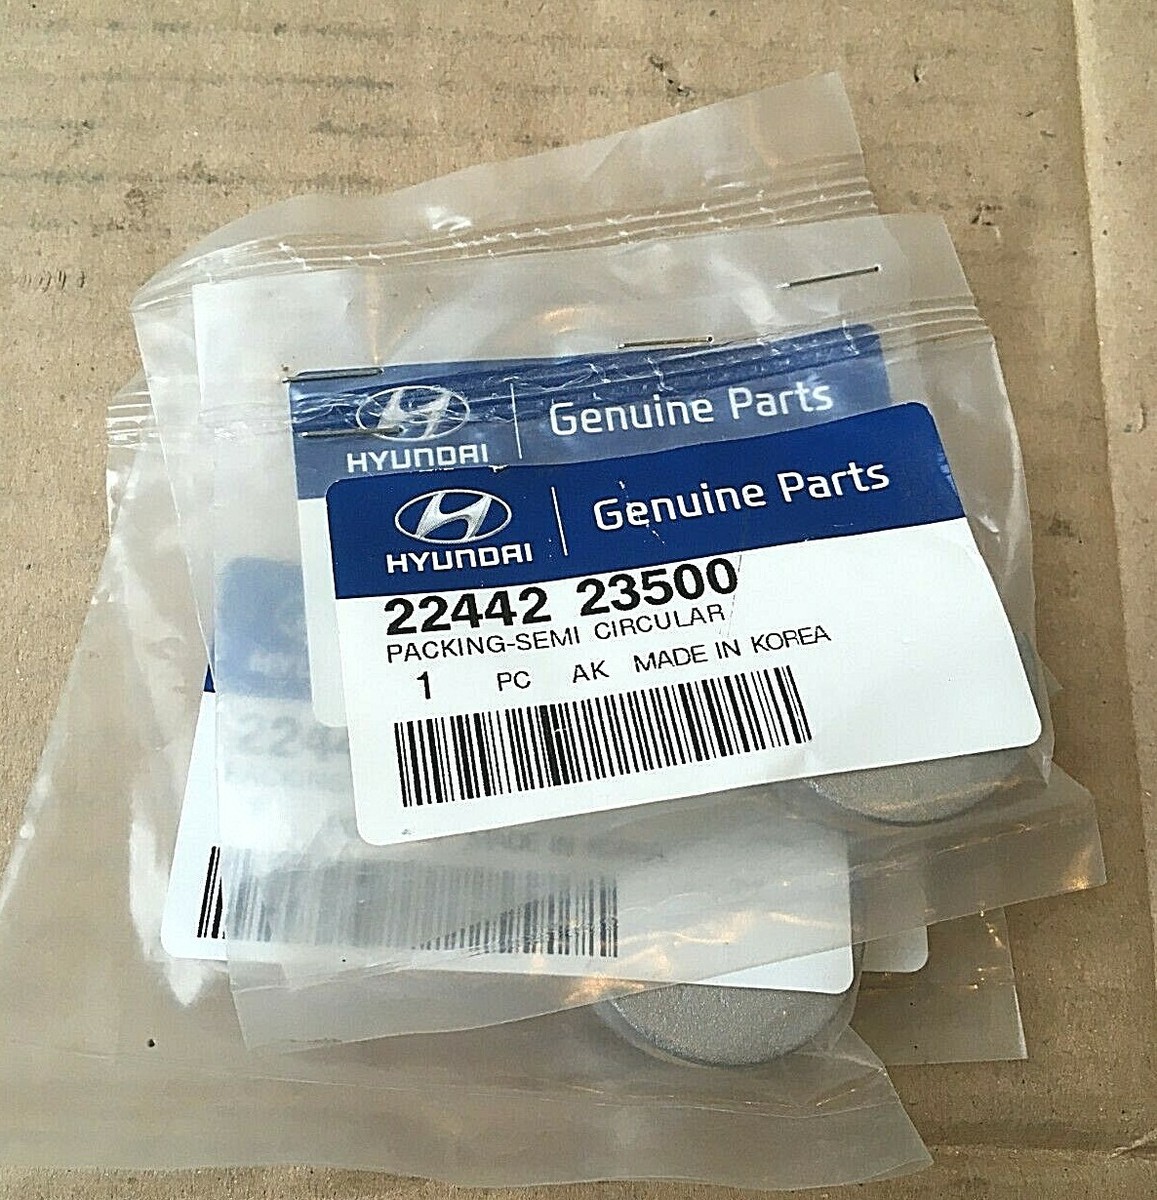 HYUNDAI Genuine Parts
HYUNDAI Genuine Parts
22442 23500
PACKING-SEMI CIRCULAR
1 PC AK MADE IN KOREA